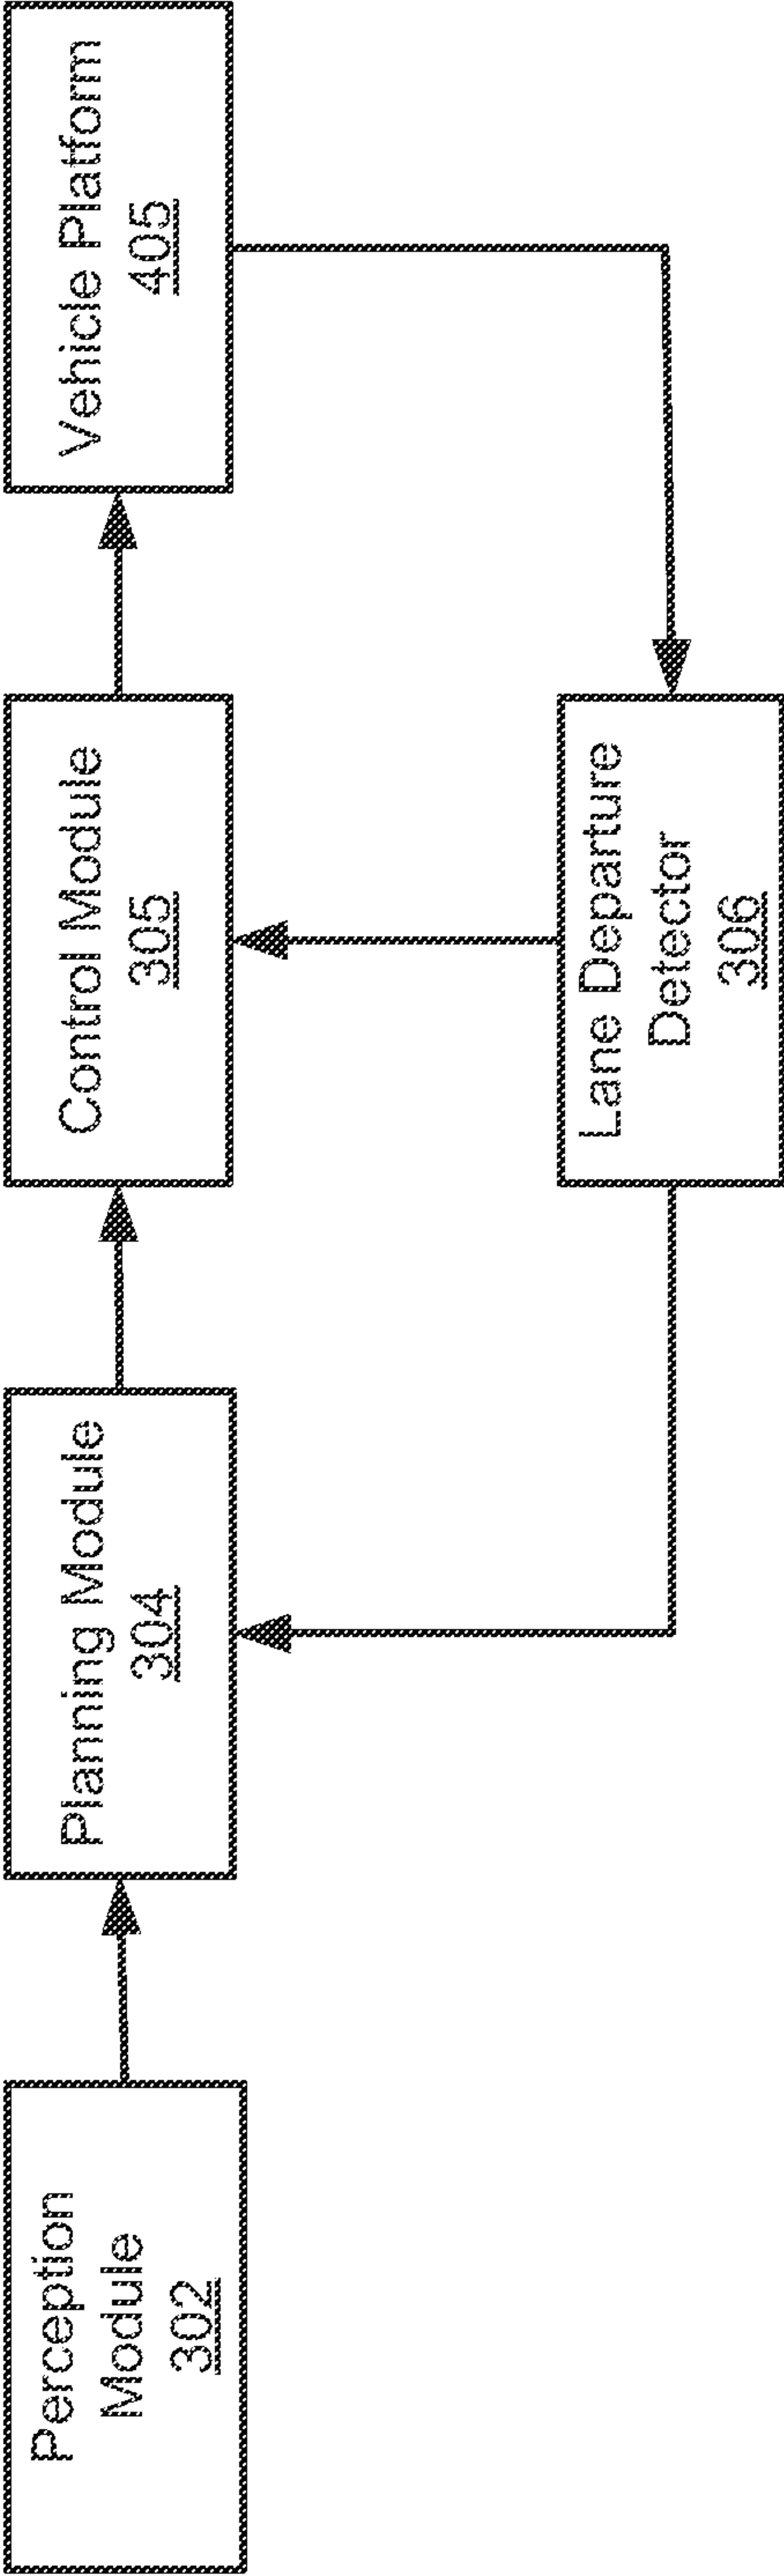 Perception
Module
302
Planning Module
304
Control Module
305
Vehicle Platform
405
Lane Departure
Detector
306